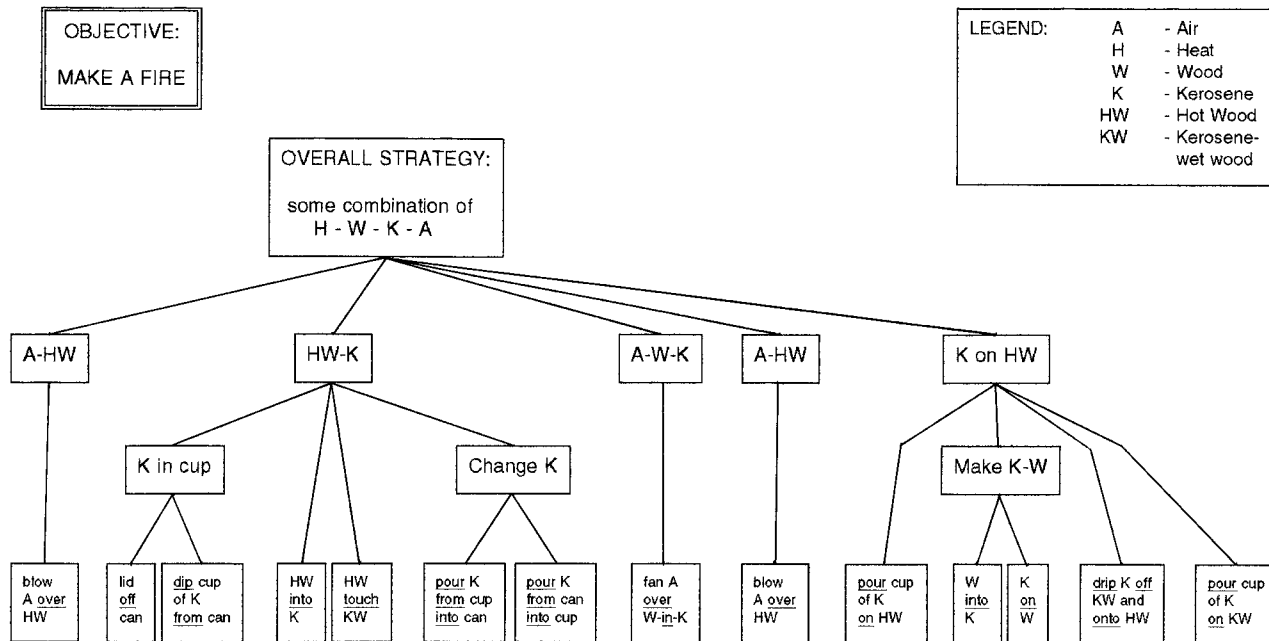 OBJECTIVE:
MAKE A FIRE
LEGEND:
A - Air
H - Heat
W - Wood
K - Kerosene
HW - Hot Wood
KW - Kerosene-
wet wood
OVERALL STRATEGY:
some combination of
H - W - K - A
A-HW
HW-K
A-W-K
A-HW
K on HW
K in cup
Change K
Make K-W
blow
A over
HW
lid
off
can
dip cup
of K
from can
HW
into
K
HW
touch
KW
pour K
from cup
into can
pour K
from can
into cup
fan A
over
W-in-K
blow
A over
HW
pour cup
of K
on HW
W
into
K
K
on
W
drip K off
KW and
onto HW
pour cup
of K
on KW